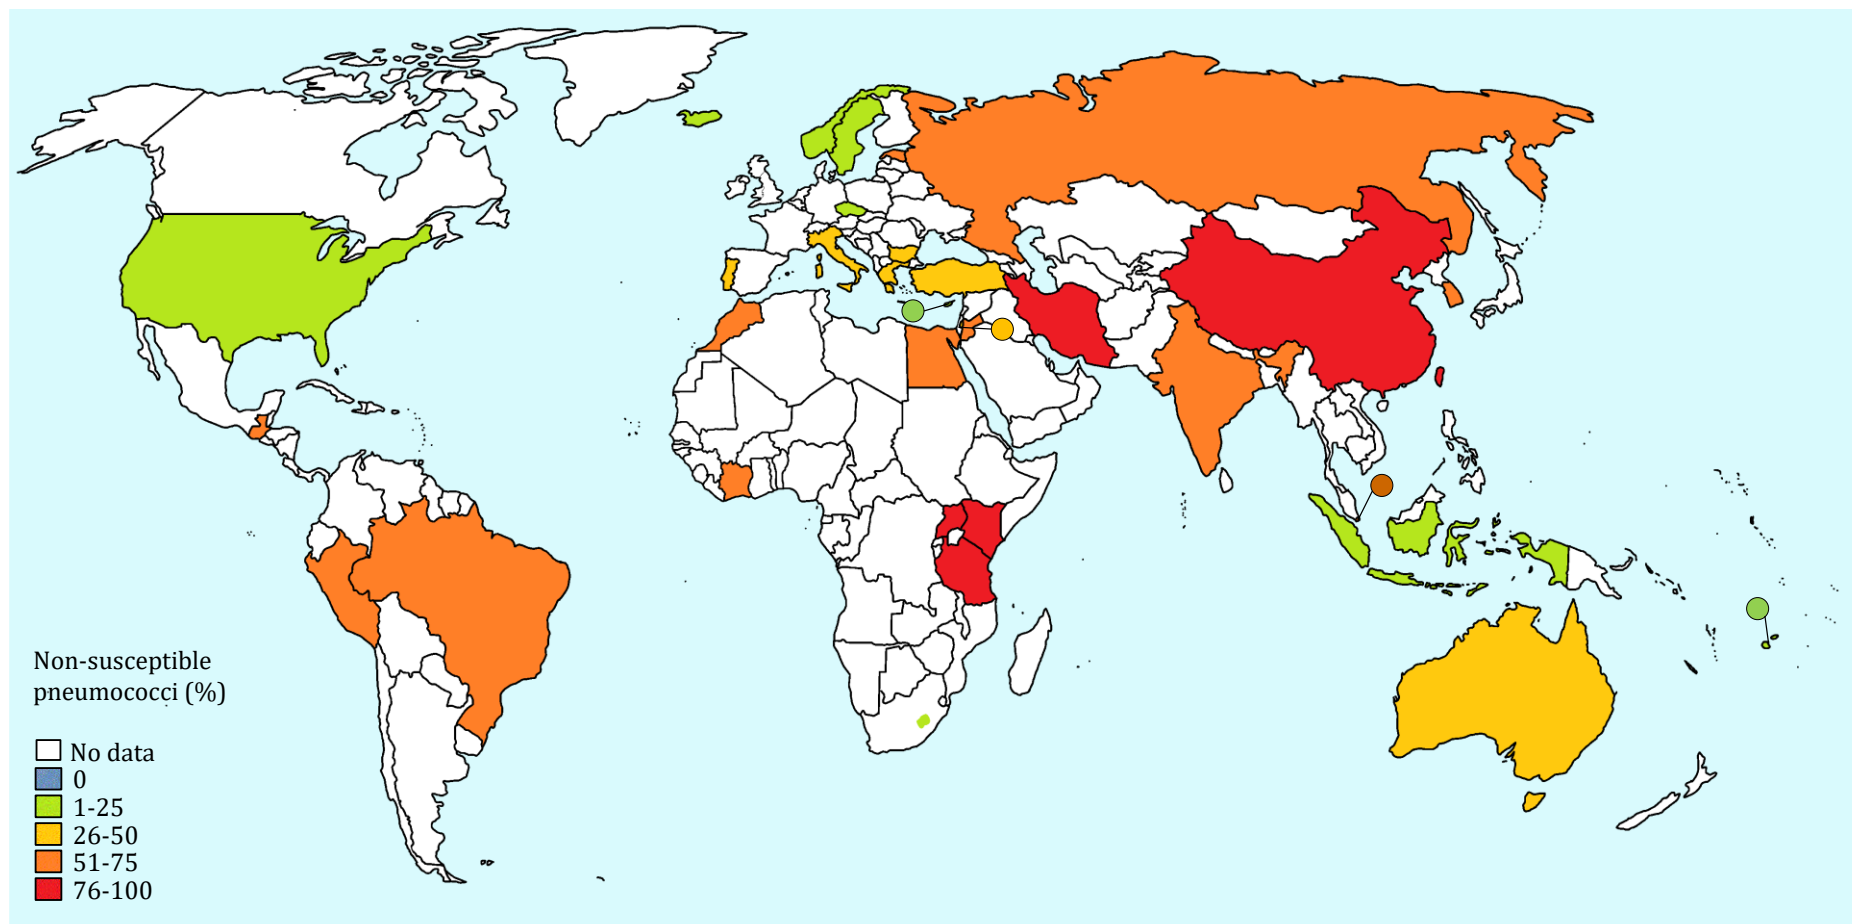 Non-susceptible
pneumococci (%)
No data
0
1-25
26-50
51-75
76-100